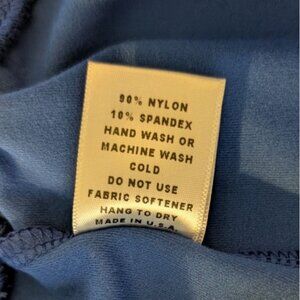 90% NYLON
10% SPANDEX
HAND WASH OR
MACHINE WASH
COLD
DO NOT USE
FABRIC SOFTENER
HANG TO DRY
MADE IN U.S.A.